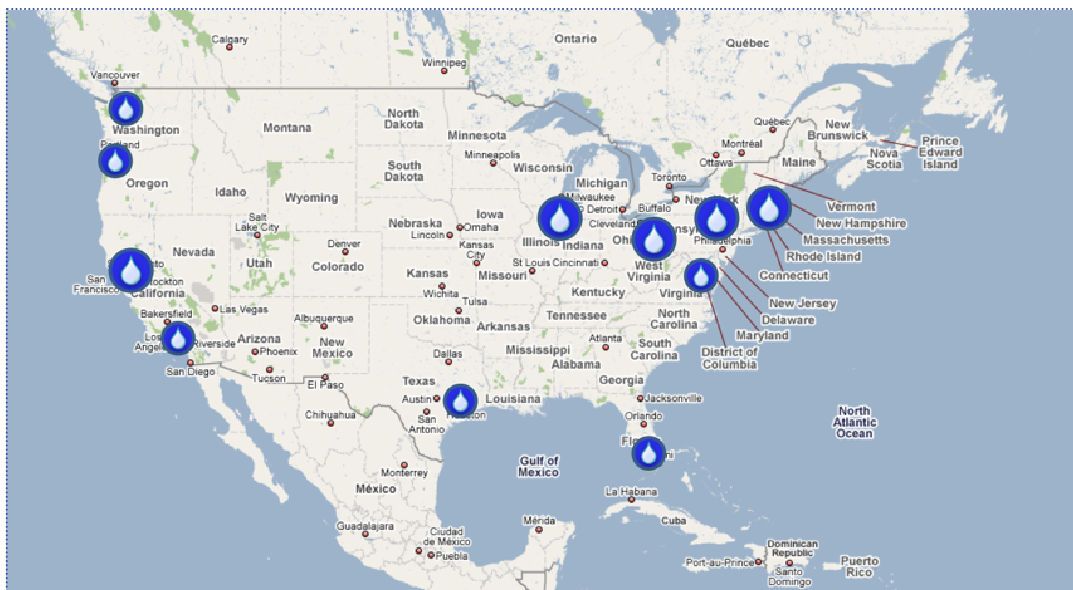 Calgary
Ontario
Québec
Winnipeg
Vancouver
Washington
Montana
North
Dakota
Minnesota
Québec
New
Brunswick
Prince
Edward
Island
Nova
Scotia
Montréal
Ottawa
Maine
Minneapolis
Wisconsin
South
Dakota
Oregon
Idaho
Wyoming
Michigan
Toronto
Vermont
Milwaukee
Detroit
Buffalo
New Hampshire
Massachusetts
Rhode Island
Connecticut
Iowa
Nebraska
Omaha
Lincoln
Salt
Lake City
Cleveland
Illinois
Indiana
Philadelphia
Nevada
Utah
Denver
Colorado
Kansas
City
Missouri
St Louis
Cincinnati
West
Virginia
San
Francisco
Stockton
California
Kansas
Wichita
Kentucky
Virginia
New Jersey
Delaware
Maryland
District of
Columbia
Bakersfield
Las Vegas
Tulsa
Oklahoma
Arkansas
Tennessee
North
Carolina
Albuquerque
Arizona
New
Mexico
Riverside
Los
Phoenix
Tucson
San Diego
El Paso
Dallas
Mississippi
Alabama
Atlanta
South
Carolina
Georgia
Texas
Austin
San
Antonio
Louisiana
Jacksonville
Orlando
Chihuahua
Monterrey
México
Gulf of
Mexico
North
Atlantic
Ocean
La Habana
Cuba
Guadalajara
Ciudad
de México
Puebla
Mérida
Port-au-Prince
Dominican
Republic
Santo
Domingo
Puerto
Rico